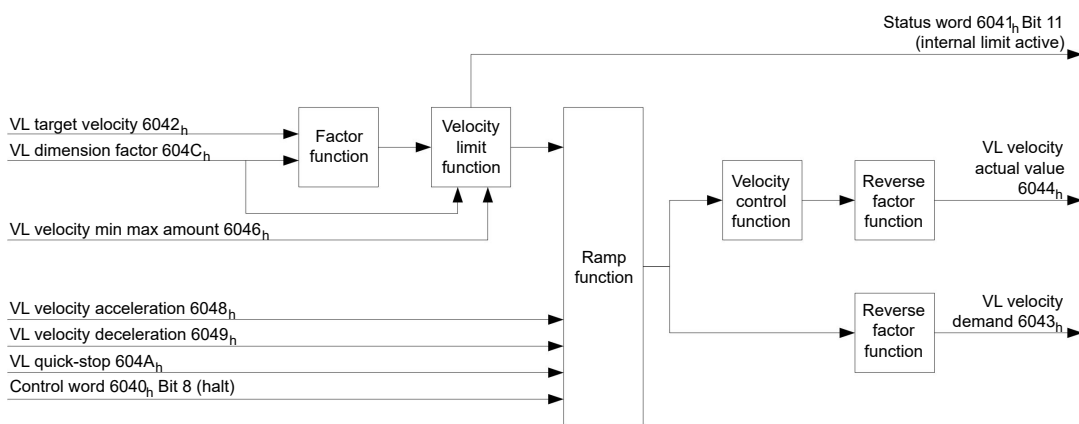 Status word 6041h Bit 11
(internal limit active)
VL target velocity 6042h
VL dimension factor 604Ch
Factor
function
Velocity
limit
function
VL velocity min max amount 6046h
Velocity
control
function
Reverse
factor
function
VL velocity
actual value
6044h
Ramp
function
VL velocity acceleration 6048h
VL velocity deceleration 6049h
VL quick-stop 604Ah
Control word 6040h Bit 8 (halt)
Reverse
factor
function
VL velocity
demand 6043h